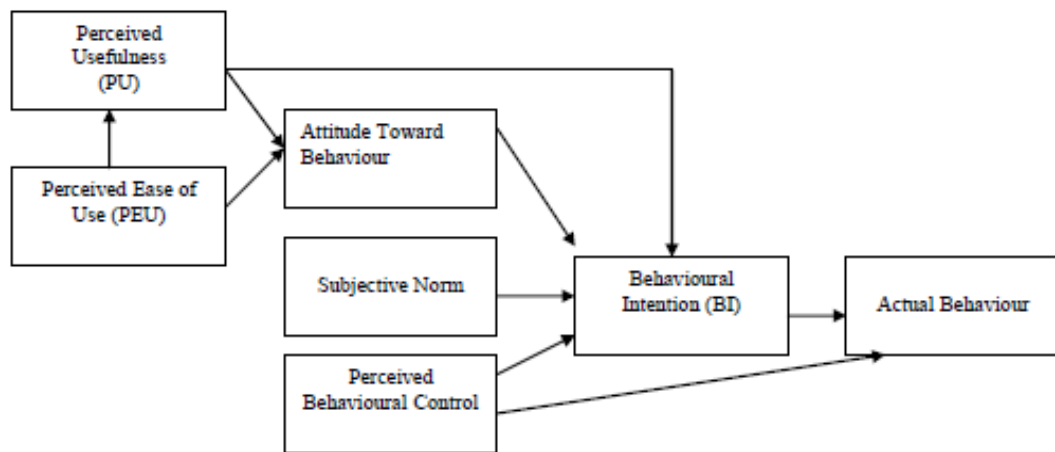 Perceived
Usefulness
(PU)
Attitude Toward
Behaviour
Perceived Ease of
Use (PEU)
Subjective Norm
Behavioural
Intention (BI)
Actual Behaviour
Perceived
Behavioural Control